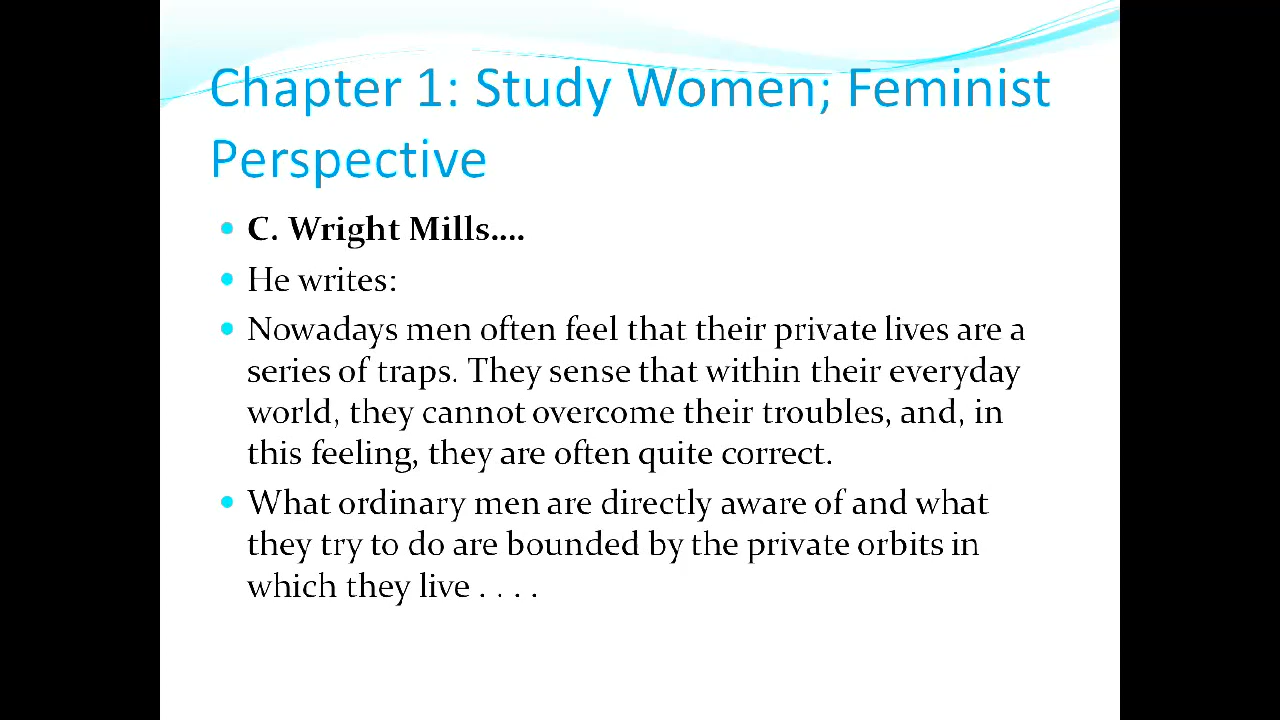 Chapter 1: Study Women; Feminist
Perspective
• C. Wright Mills....
• He writes:
• Nowadays men often feel that their private lives are a
series of traps. They sense that within their everyday
world, they cannot overcome their troubles, and, in
this feeling, they are often quite correct.
• What ordinary men are directly aware of and what
they try to do are bounded by the private orbits in
which they live . . . .